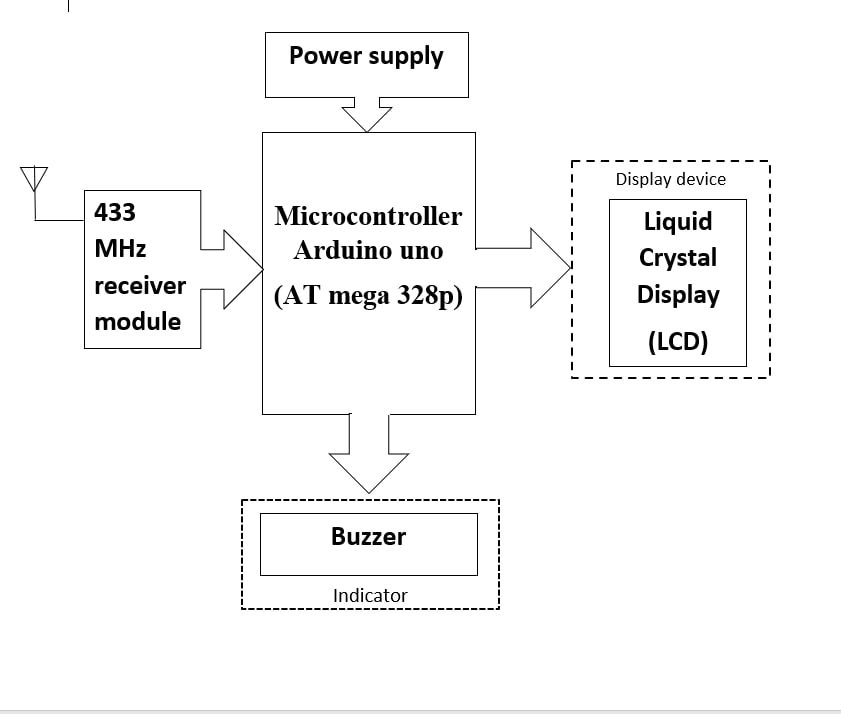 Power supply
433
MHz
receiver
module
Microcontroller
Arduino uno
(AT mega 328p)
Display device
Liquid
Crystal
Display
(LCD)
Buzzer
Indicator